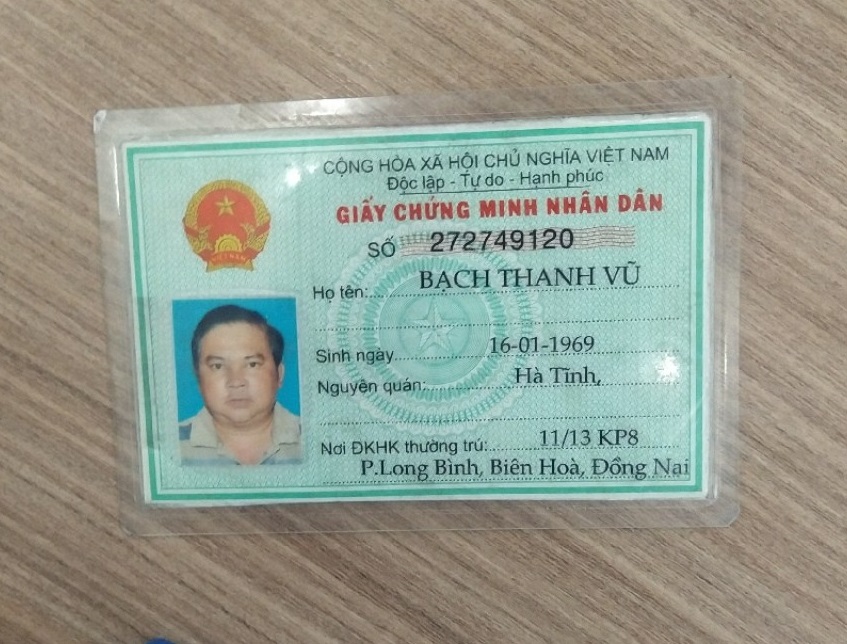 CỘNG HÒA XÃ HỘI CHỦ NGHĨA VIỆT NAM
Độc lập - Tự do - Hạnh phúc
GIẤY CHỨNG MINH NHÂN DÂN
SỐ 272749120
Họ tên: BẠCH THANH VŨ
Sinh ngày 16-01-1969
Nguyên quán: Hà Tĩnh,
Nơi ĐKHK thường trú: 11/13 KP8
P.Long Bình, Biên Hoà, Đồng Nai